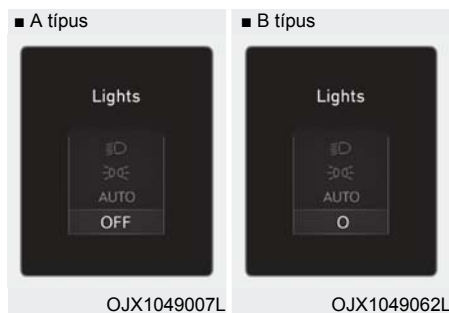 ■ A típus
Lights
AUTO
OFF
OJX1049007L
■ B típus
Lights
AUTO
O
OJX1049062L